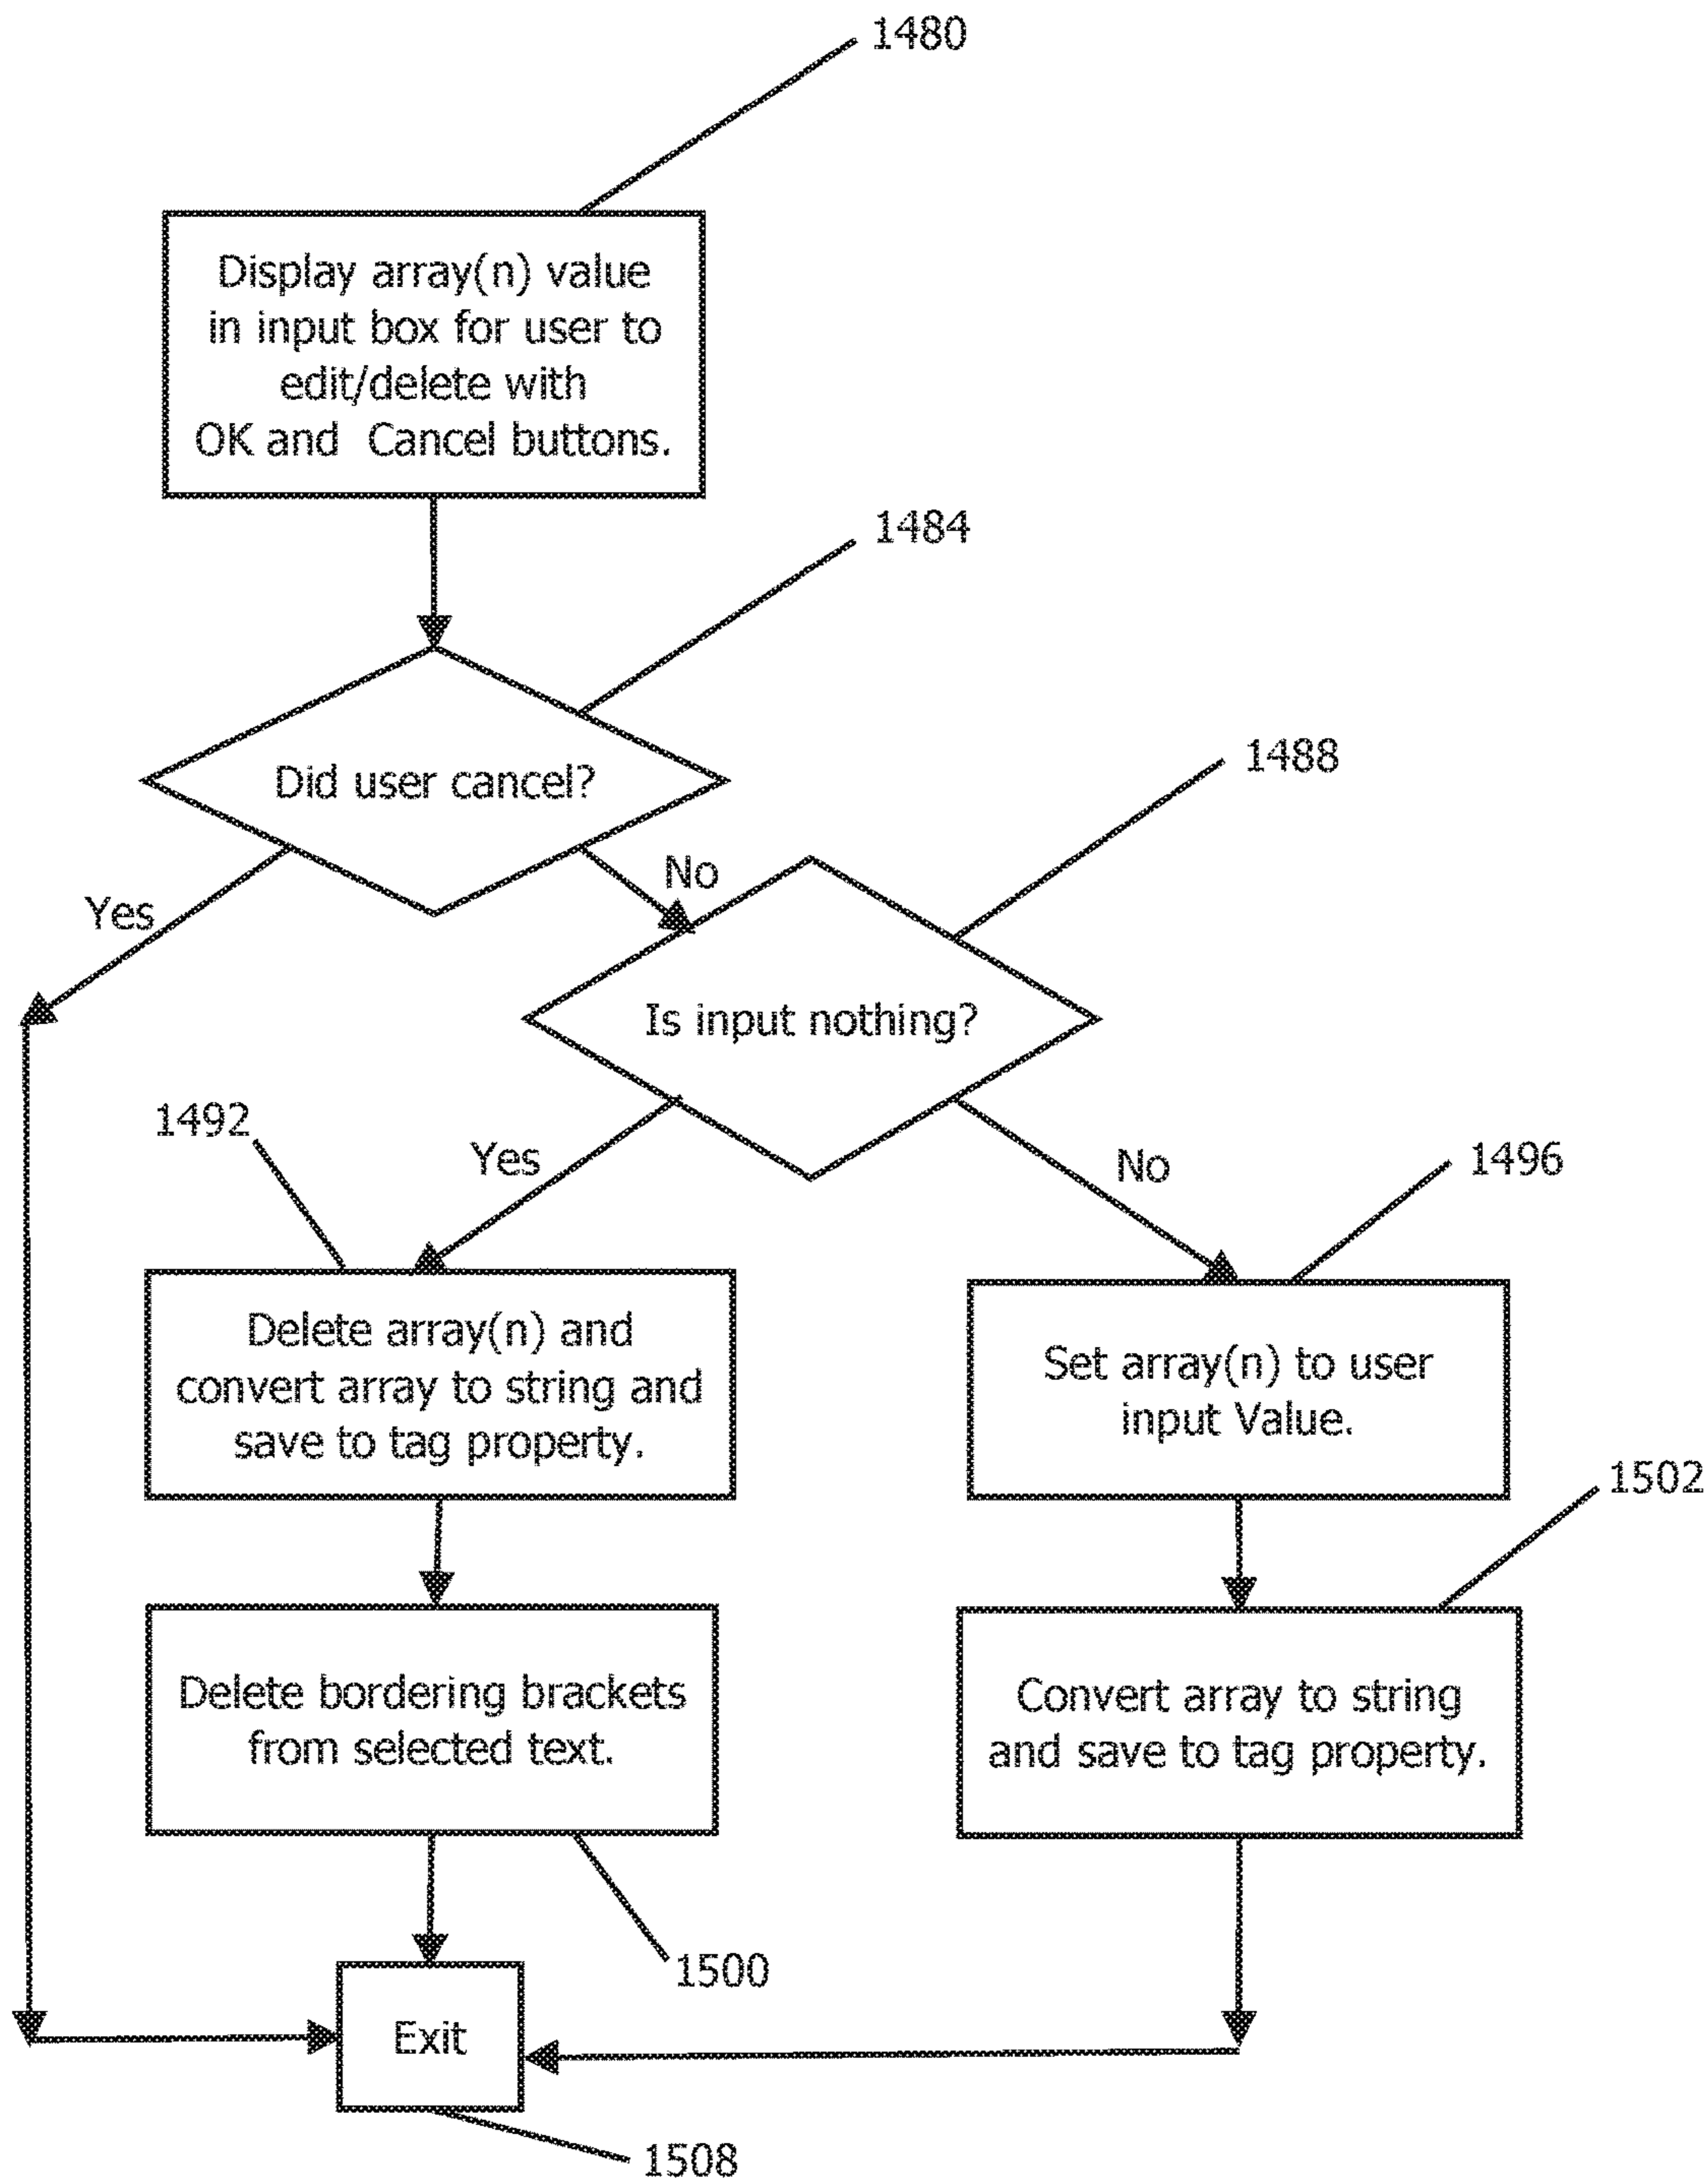 1480
Display array(n) value
in input box for user to
edit/delete with
OK and Cancel buttons.
1484
Did user cancel?
1488
No
Yes
Is input nothing?
1492
Yes
No
1496
Delete array(n) and
convert array to string and
save to tag property.
Set array(n) to user
input Value.
1502
Delete bordering brackets
from selected text.
Convert array to string
and save to tag property.
1500
Exit
1508